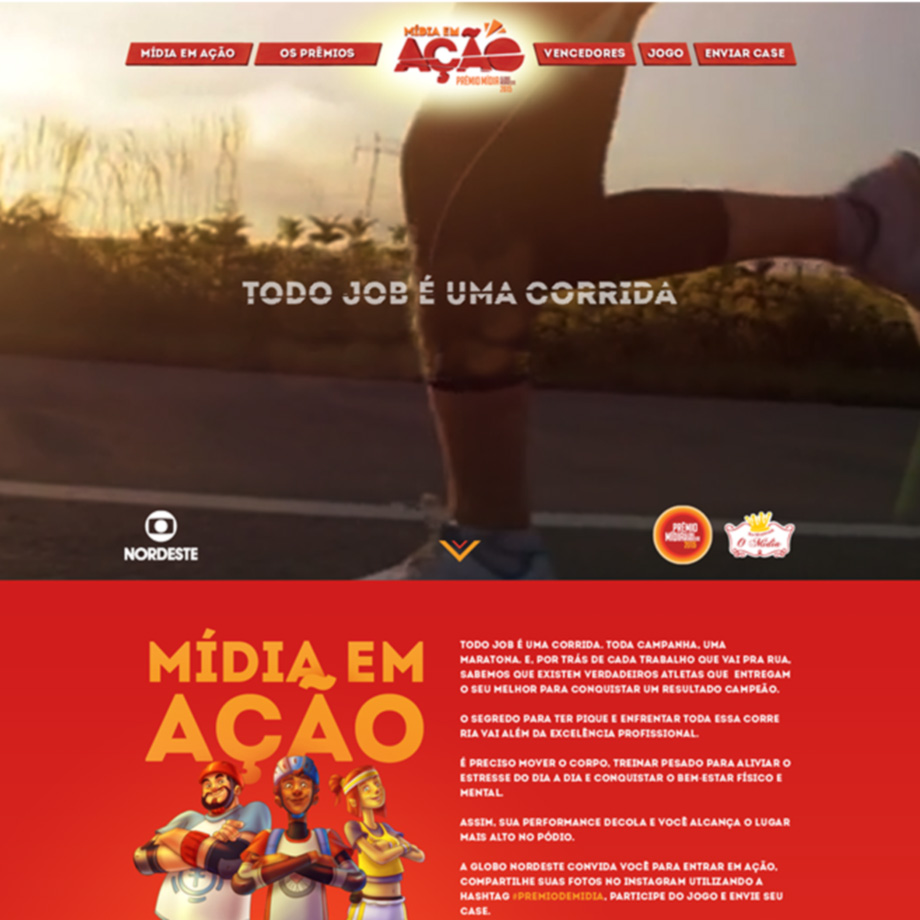 MÍDIA EM AÇÃO
OS PRÊMIOS
MÍDIA EM
AÇÃO
PRÊMIO MÍDIA
2015
VENCEDORES
JOGO
ENVIAR CASE
TODO JOB É UMA CORRIDA
NORDESTE
PRÊMIO
MÍDIA
O Mídia
MÍDIA EM
AÇÃO
TODO JOB É UMA CORRIDA. TODA CAMPANHA, UMA
MARATONA. E, POR TRÁS DE CADA TRABALHO QUE VAI PRA RUA,
SABEMOS QUE EXISTEM VERDADEIROS ATLETAS QUE ENTREGAM
O SEU MELHOR PARA CONQUISTAR UM RESULTADO CAMPEÃO.
O SEGREDO PARA TER PIQUE E ENFRENTAR TODA ESSA CORRE
RIA VAI ALÉM DA EXCELÊNCIA PROFISSIONAL.
É PRECISO MOVER O CORPO, TREINAR PESADO PARA ALIVIAR O
ESTRESSE DO DIA A DIA E CONQUISTAR O BEM-ESTAR FÍSICO E
MENTAL.
ASSIM, SUA PERFORMANCE DECOLA E VOCÊ ALCANÇA O LUGAR
MAIS ALTO NO PÓDIO.
A GLOBO NORDESTE CONVIDA VOCÊ PARA ENTRAR EM AÇÃO,
COMPARTILHE SUAS FOTOS NO INSTAGRAM UTILIZANDO A
HASHTAG #PREMIODEMIDIA, PARTICIPE DO JOGO E ENVIE SEU
CASE.